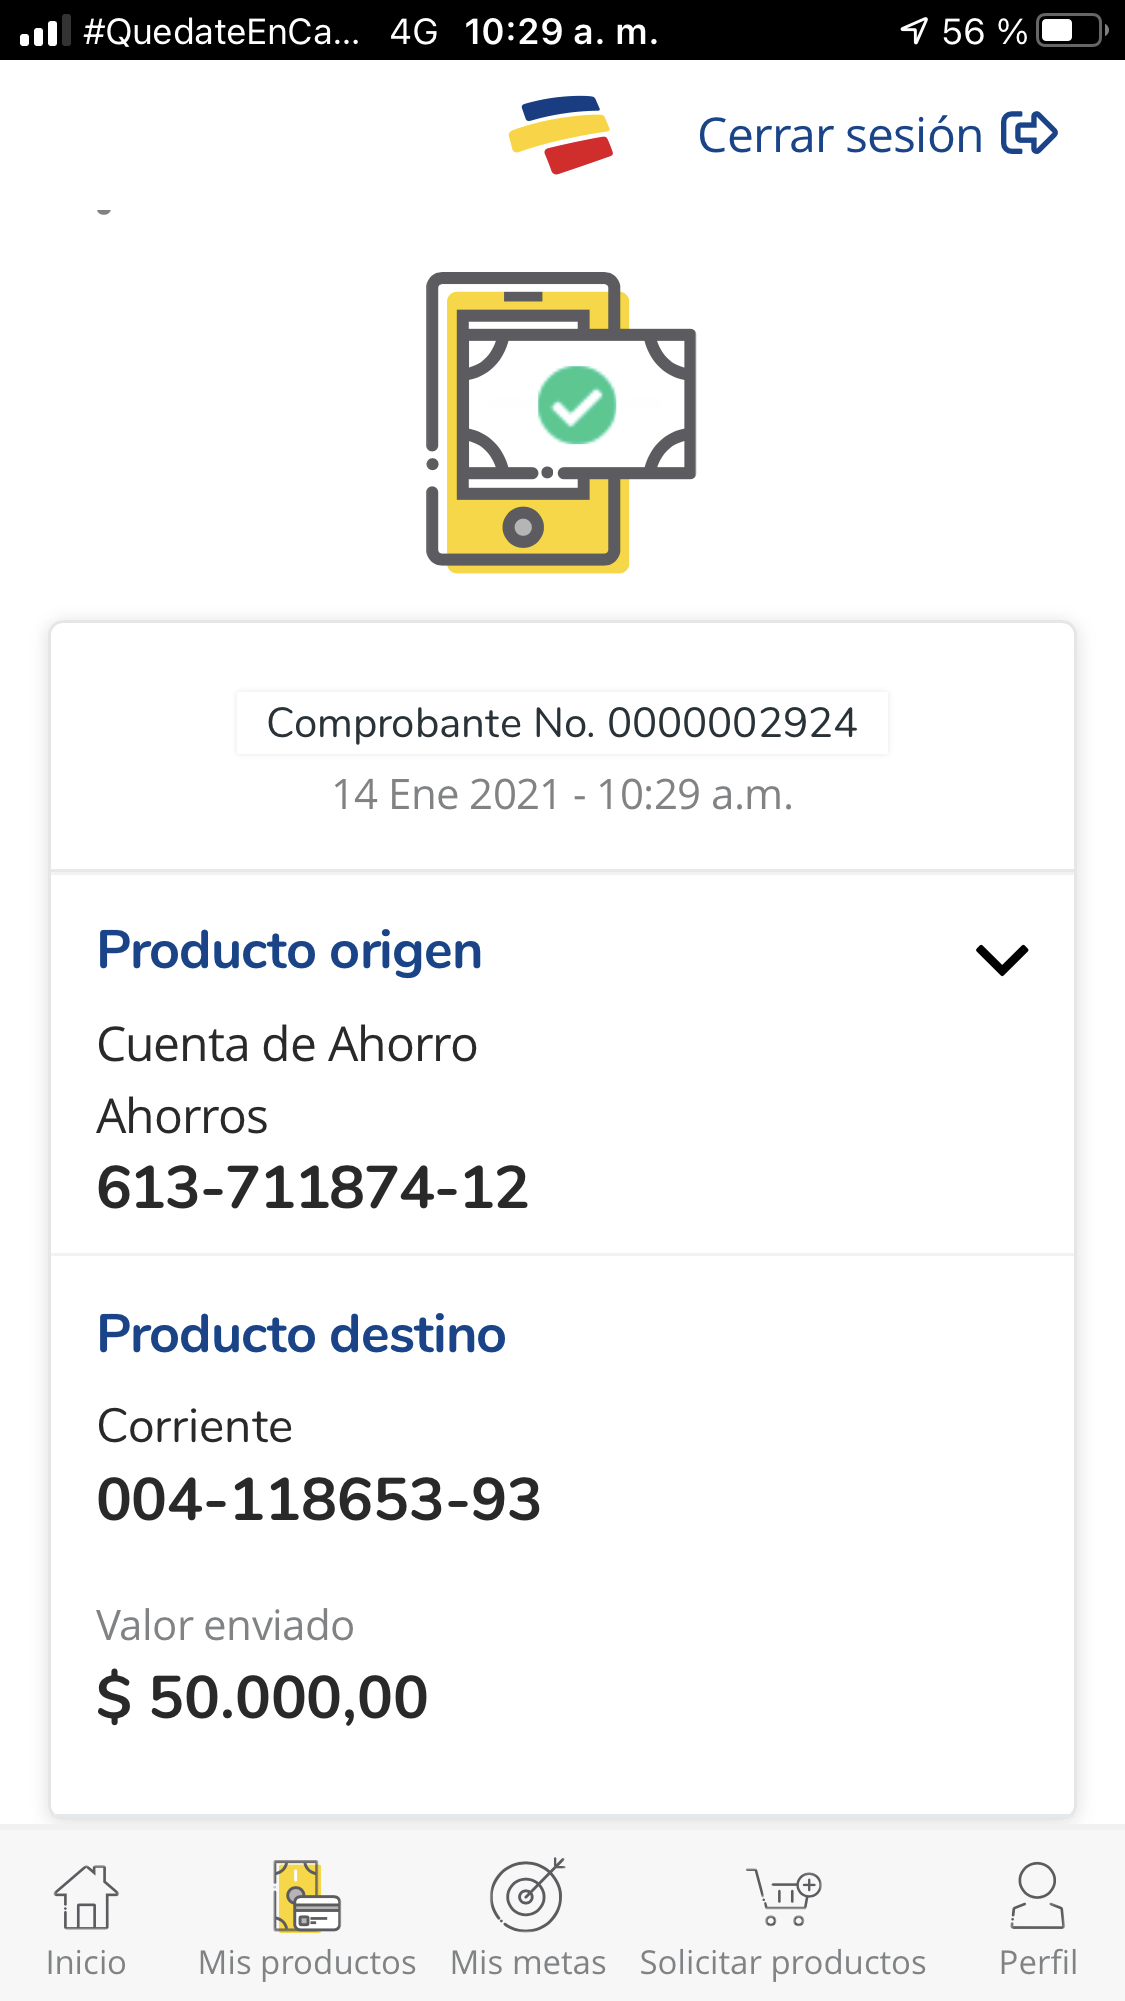 #QuedateEnCa... 4G 10:29 a. m. 56 %
Cerrar sesión
Comprobante No. 0000002924
14 Ene 2021 - 10:29 a.m.
Producto origen
Cuenta de Ahorro
Ahorros
613-711874-12
Producto destino
Corriente
004-118653-93
Valor enviado
$ 50.000,00
Inicio Mis productos Mis metas Solicitar productos Perfil